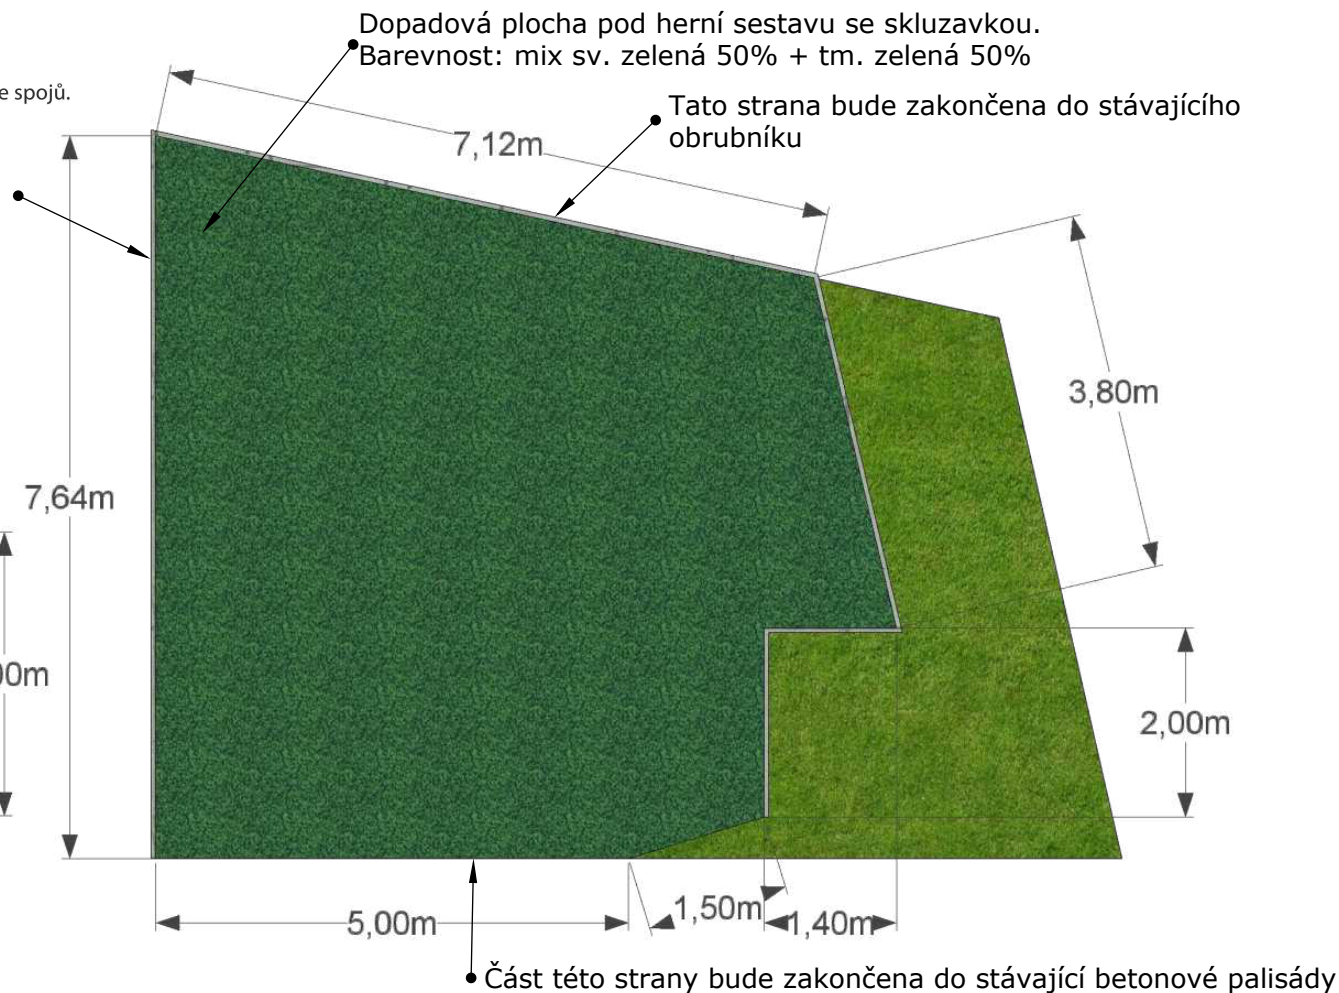 Dopadová plocha pod herní sestavu se skluzavkou.
Barevnost: mix sv. zelená 50% + tm. zelená 50%
e spojů.
Tato strana bude zakončena do stávajícího
obrubníku
7,12m
3,80m
7,64m
00m
2,00m
1,50m
5,00m
1,40m
Část této strany bude zakončena do stávající betonové palisády